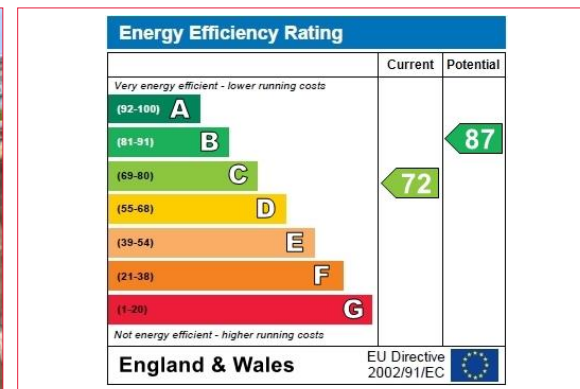 Energy Efficiency Rating
Current Potential
Very energy efficient - lower running costs
(92-100) A
(81-91) B
87
(69-80) C
72
(55-68) D
(39-54) E
(21-38) F
(1-20) G
Not energy efficient - higher running costs
England & Wales
EU Directive
2002/91/EC